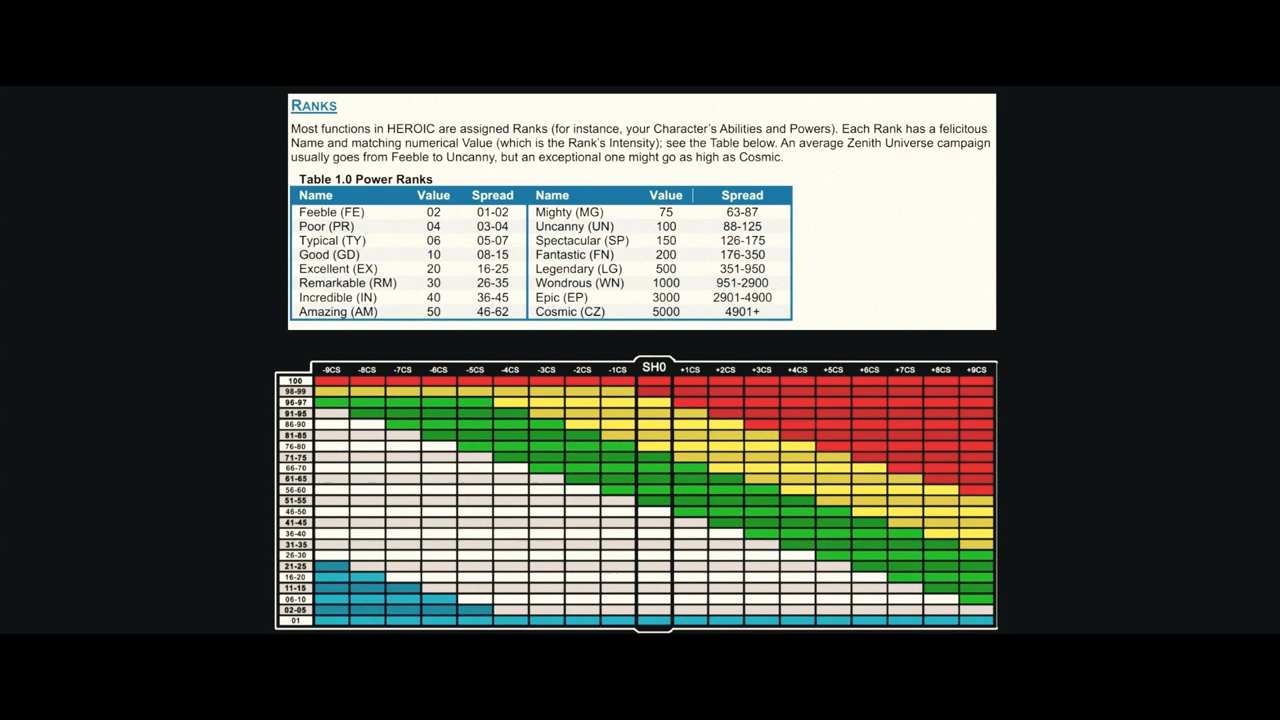 RANKS
Most functions in HEROIC are assigned Ranks (for instance, your Character's Abilities and Powers). Each Rank has a felicitous
Name and matching numerical Value (which is the Rank's Intensity); see the Table below. An average Zenith Universe campaign
usually goes from Feeble to Uncanny, but an exceptional one might go as high as Cosmic.
Table 1.0 Power Ranks
Name Value Spread Name Value Spread
Feeble (FE) 02 01-02 Mighty (MG) 75 63-87
Poor (PR) 04 03-04 Uncanny (UN) 100 88-125
Typical (TY) 06 05-07 Spectacular (SP) 150 126-175
Good (GD) 10 08-15 Fantastic (FN) 200 176-350
Excellent (EX) 20 16-25 Legendary (LG) 500 351-950
Remarkable (RM) 30 26-35 Wondrous (WN) 1000 951-2900
Incredible (IN) 40 36-45 Epic (EP) 3000 2901-4900
Amazing (AM) 50 46-62 Cosmic (CZ) 5000 4901+
-9CS -8CS -7CS -6CS -5CS -4CS -3CS -2CS -1CS SH0 +1CS +2CS +3CS +4CS +5CS +6CS +7CS +8CS +9CS
100
98-99
96-97
91-95
86-90
81-85
76-80
71-75
66-70
61-65
56-60
51-55
46-50
41-45
36-40
31-35
26-30
21-25
16-20
11-15
06-10
02-05
01